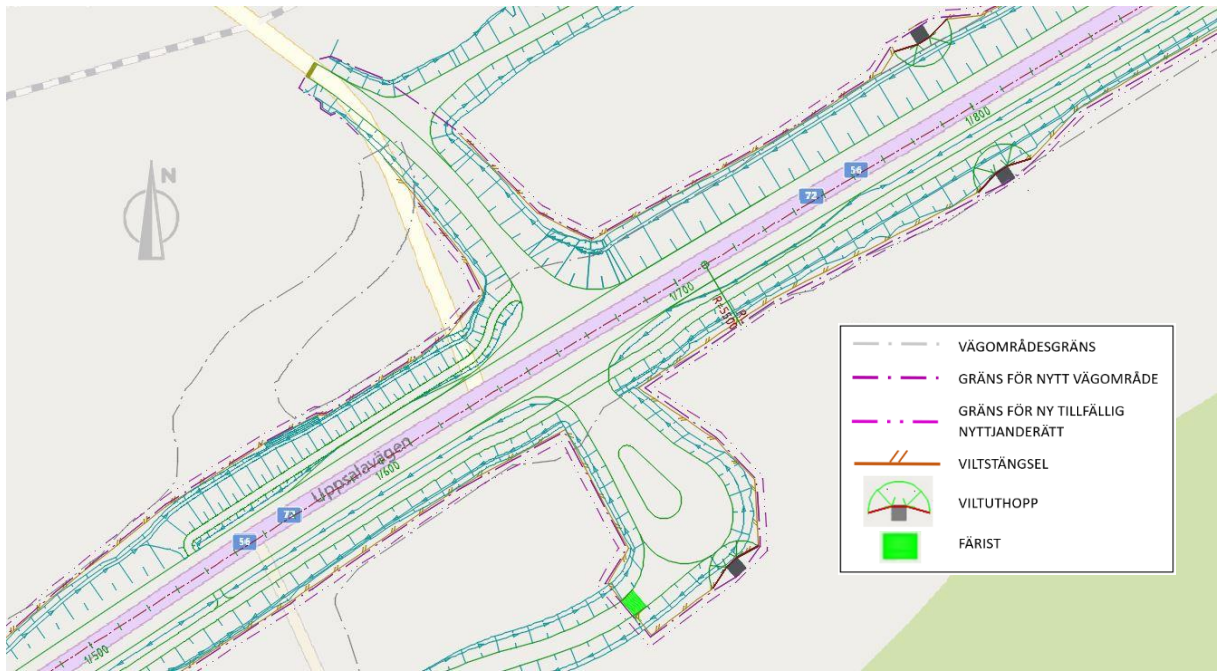 N
1/800
56
72
1/700
R-5500
R-
VÄGOMRÅDESGRÄNS
GRÄNS FÖR NYTT VÄGOMRÅDE
GRÄNS FÖR NY TILLFÄLLIG
NYTTJANDERÄTT
VILTSTÄNGSEL
VILTUTHOPP
FÄRIST
Uppsalavägen
1/600
72
56
1/500